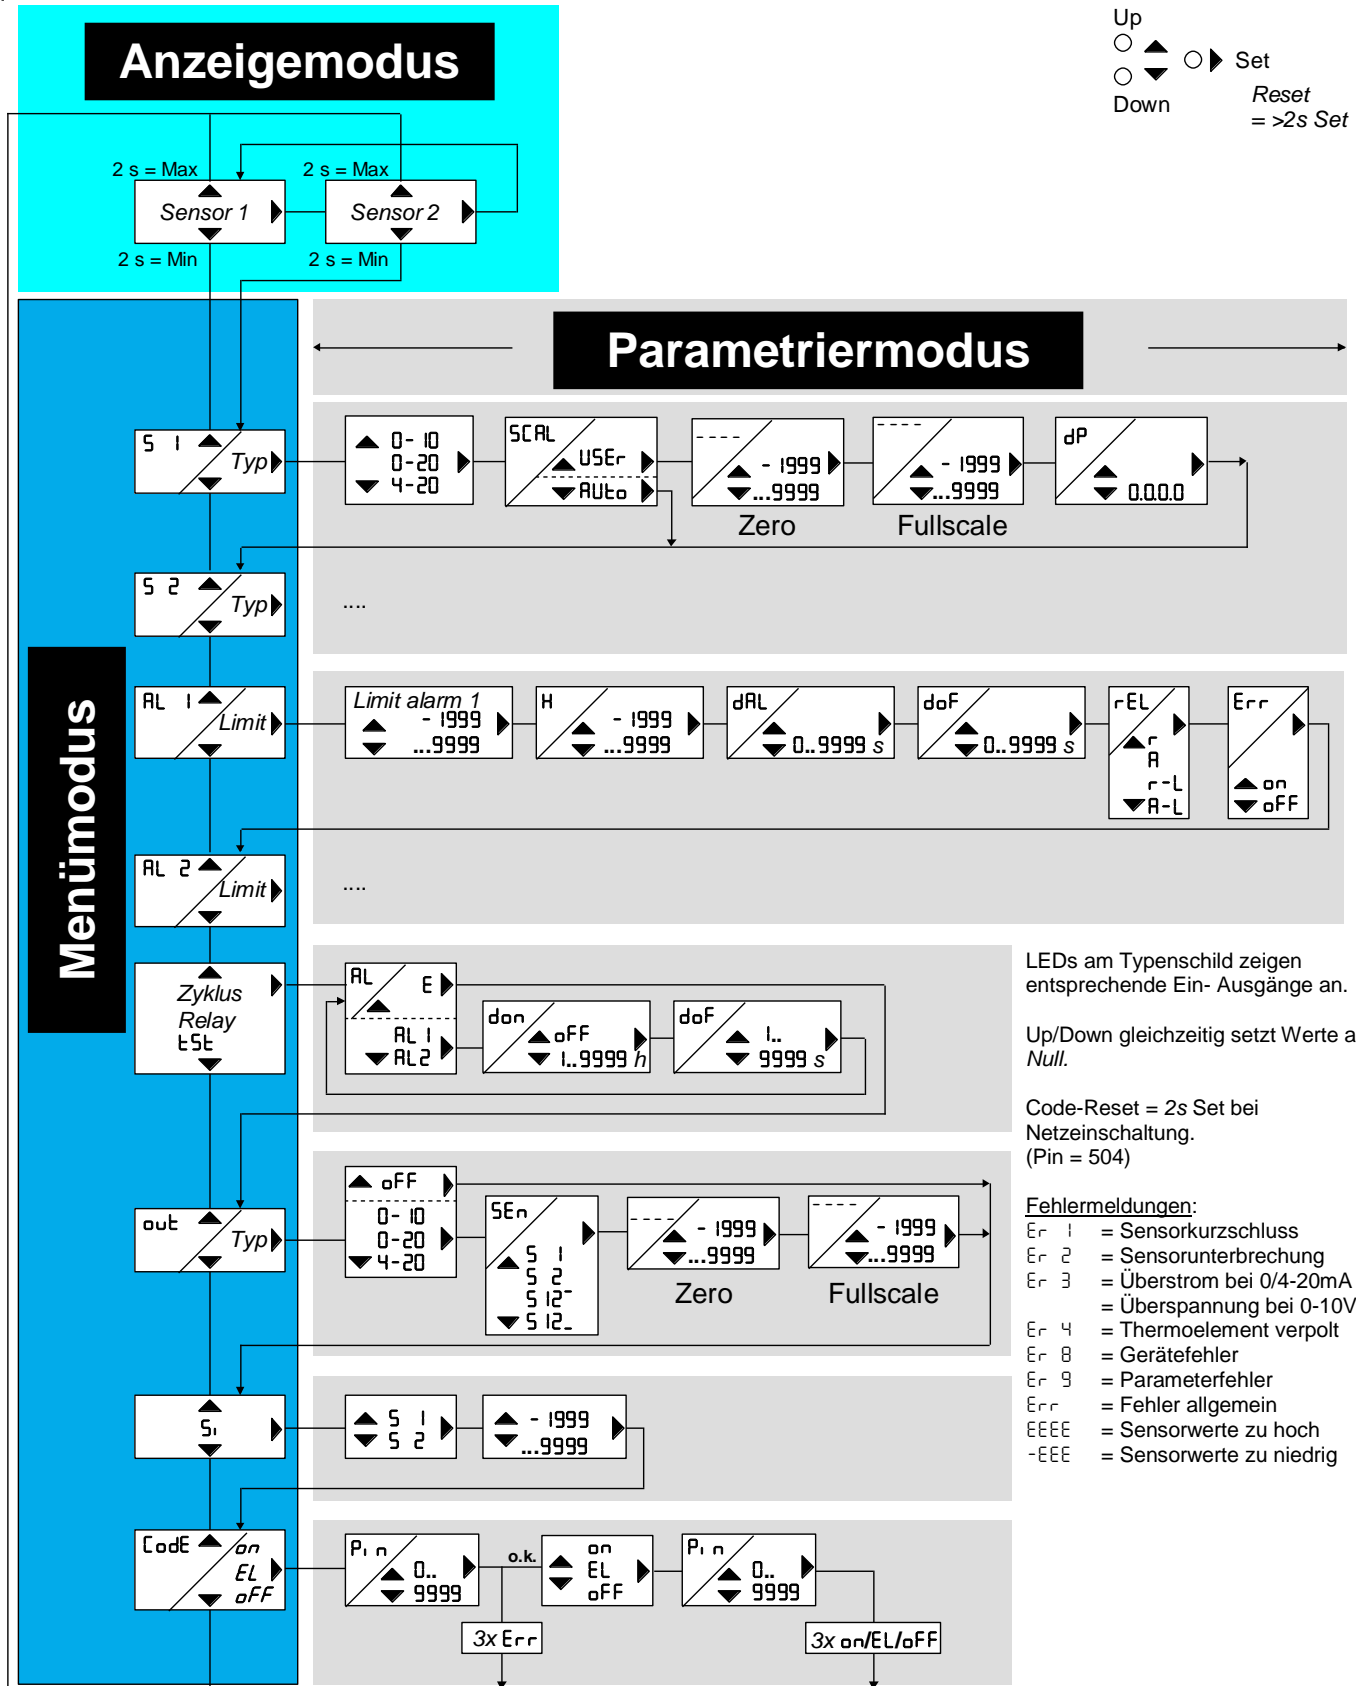 Anzeigemodus
Up
Set
Down
Reset
= >2s Set
2 s = Max
2 s = Max
Sensor 1
Sensor 2
2 s = Min
2 s = Min
Parametriermodus
Menümodus
S 1
Typ
0-10
0-20
4-20
SCAL
USEr
AUto
----
-1999
...9999
Zero
----
-1999
...9999
Fullscale
dP
0.0.0.0
S 2
Typ
....
AL 1
Limit
Limit alarm 1
-1999
...9999
H
-1999
...9999
dAL
0..9999 s
doF
0..9999 s
rEL
r
A
r-L
A-L
Err
on
oFF
AL 2
Limit
....
Zyklus
Relay
tSt
AL
E
AL1
AL2
don
oFF
1..9999 h
doF
1..
9999 s
LEDs am Typenschild zeigen
entsprechende Ein- Ausgänge an.
Up/Down gleichzeitig setzt Werte a
Null.
Code-Reset = 2s Set bei
Netzeinschaltung.
(Pin = 504)
out
Typ
oFF
0-10
0-20
4-20
SEn
S 1
S 2
S12-
S12_
----
-1999
...9999
Zero
----
-1999
...9999
Fullscale
Fehlermeldungen:
Er 1 = Sensorkurzschluss
Er 2 = Sensorunterbrechung
Er 3 = Überstrom bei 0/4-20mA
= Überspannung bei 0-10V
Er 4 = Thermoelement verpolt
Er 8 = Gerätefehler
Er 9 = Parameterfehler
Err = Fehler allgemein
EEEE = Sensorwerte zu hoch
-EEE = Sensorwerte zu niedrig
Si
S 1
S 2
-1999
...9999
CodE
on
EL
oFF
Pin
0..
9999
o.k.
on
EL
oFF
Pin
0..
9999
3x Err
3x on/EL/oFF